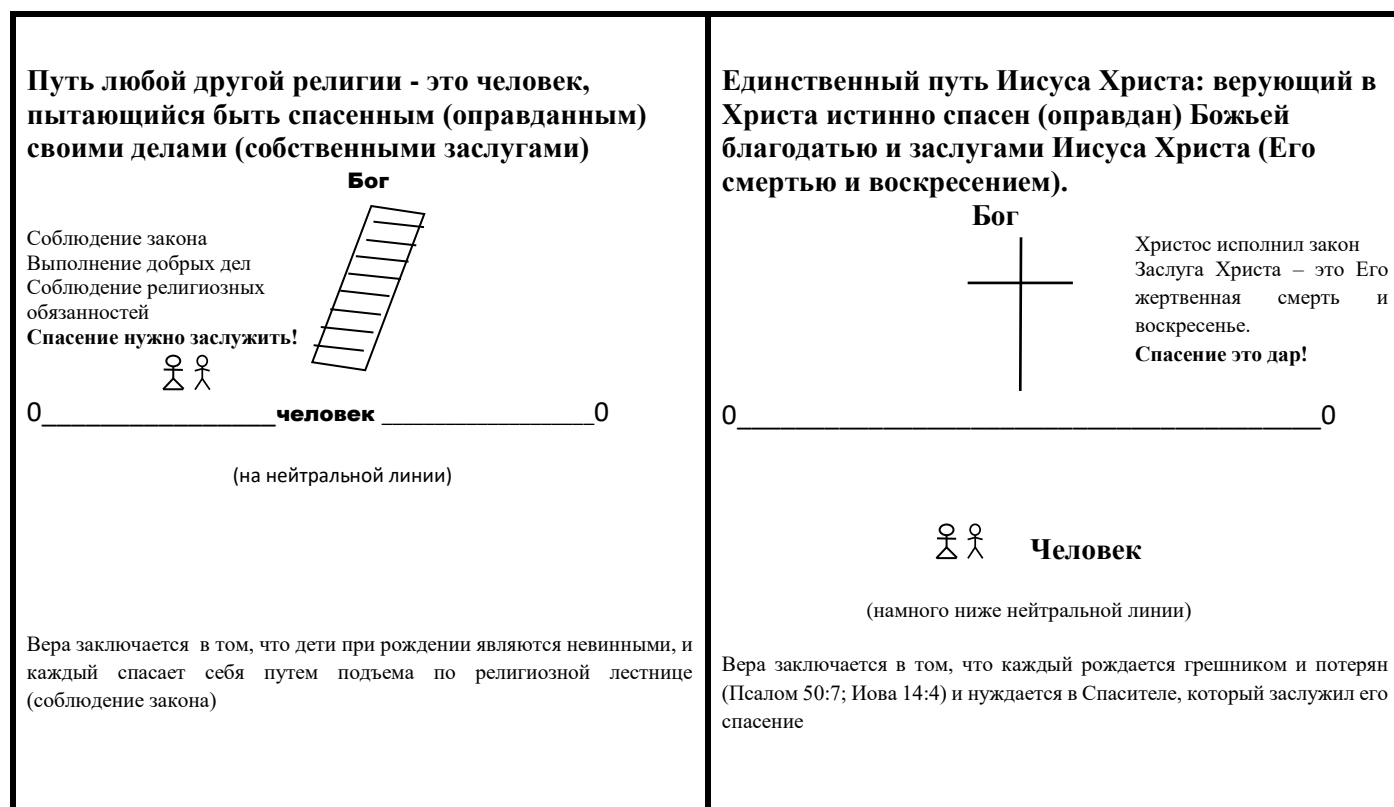 Путь любой другой религии - это человек,
пытающийся быть спасенным (оправданным)
своими делами (собственными заслугами)
Бог
Соблюдение закона
Выполнение добрых дел
Соблюдение религиозных
обязанностей
Спасение нужно заслужить!
0________________человек _______________0
(на нейтральной линии)
Вера заключается в том, что дети при рождении являются невинными, и
каждый спасает себя путем подъема по религиозной лестнице
(соблюдение закона)
Единственный путь Иисуса Христа: верующий в
Христа истинно спасен (оправдан) Божьей
благодатью и заслугами Иисуса Христа (Его
смертью и воскресением).
Бог
Христос исполнил закон
Заслуга Христа – это Его
жертвенная смерть и
воскресенье.
Спасение это дар!
0________________________________________0
Человек
(намного ниже нейтральной линии)
Вера заключается в том, что каждый рождается грешником и потерян
(Псалом 50:7; Иова 14:4) и нуждается в Спасителе, который заслужил его
спасение